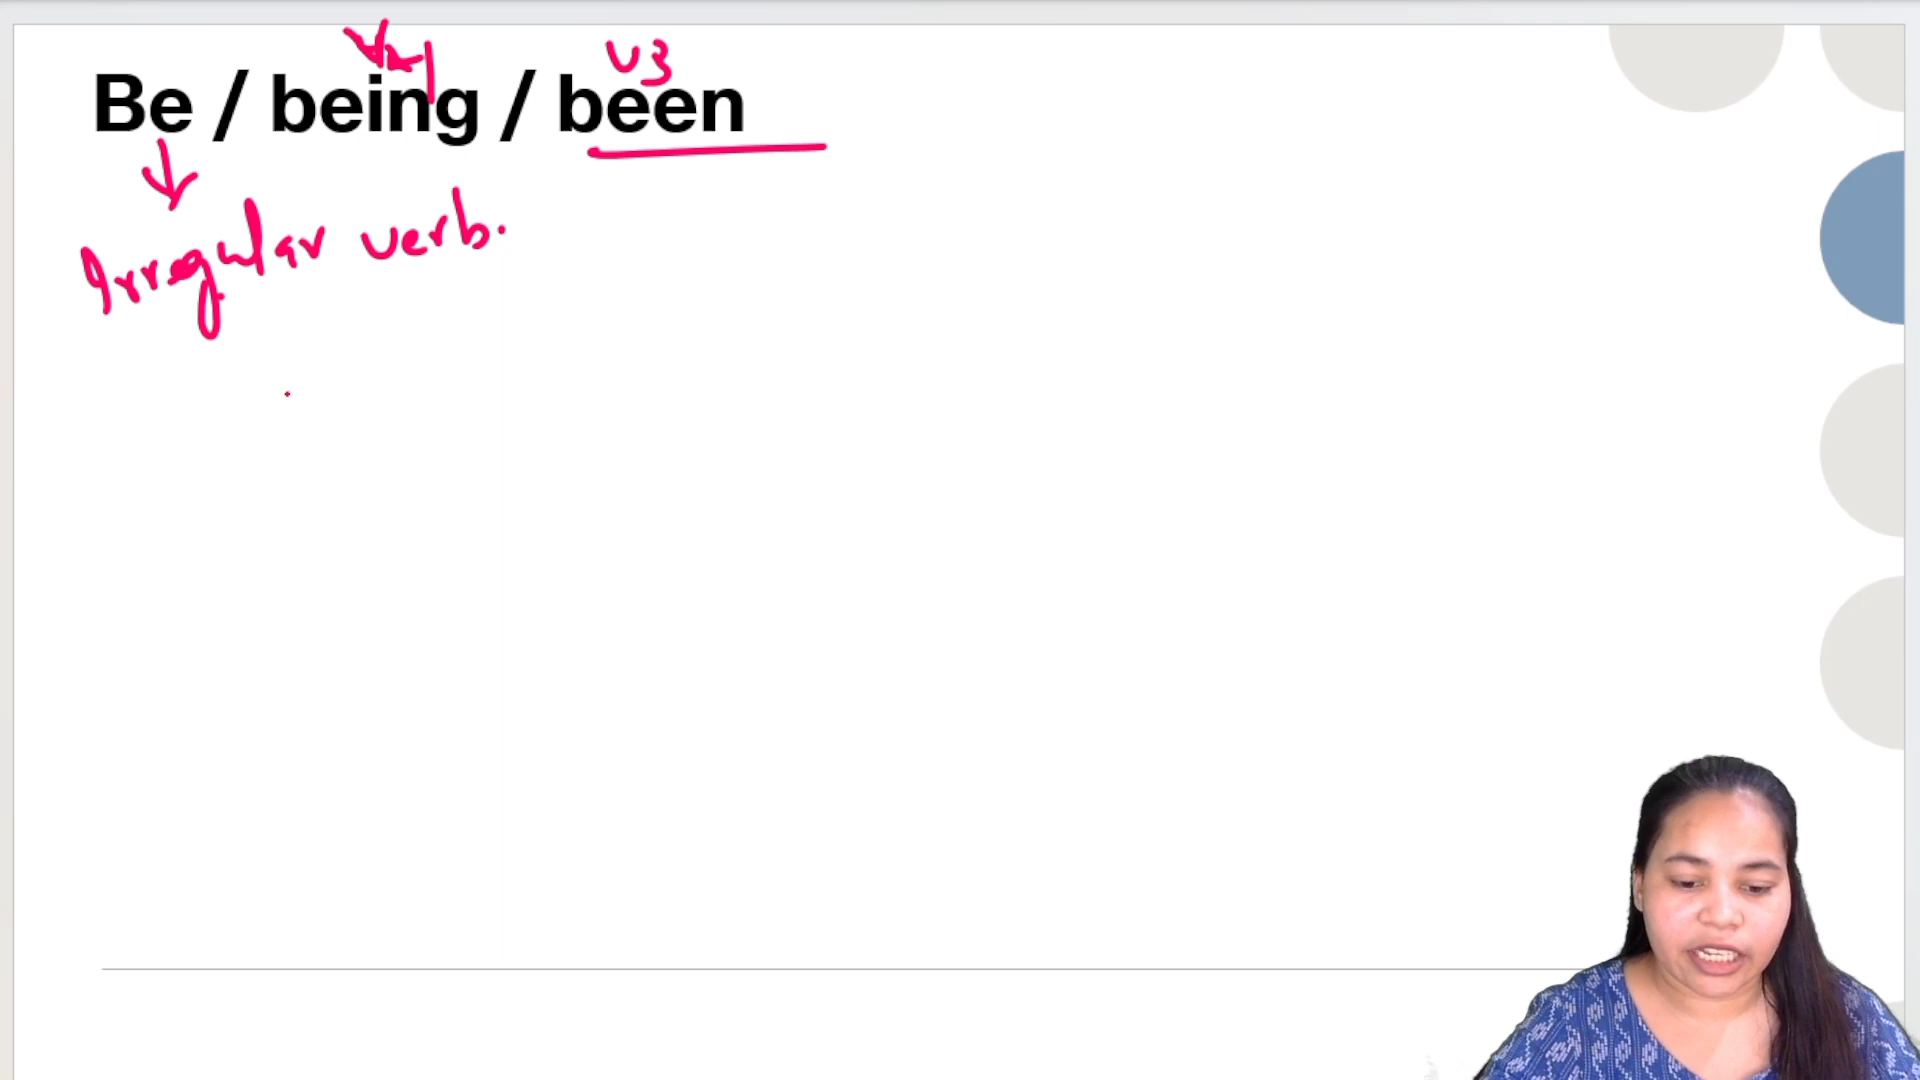 v3
Be / being / been
Irregular verb.